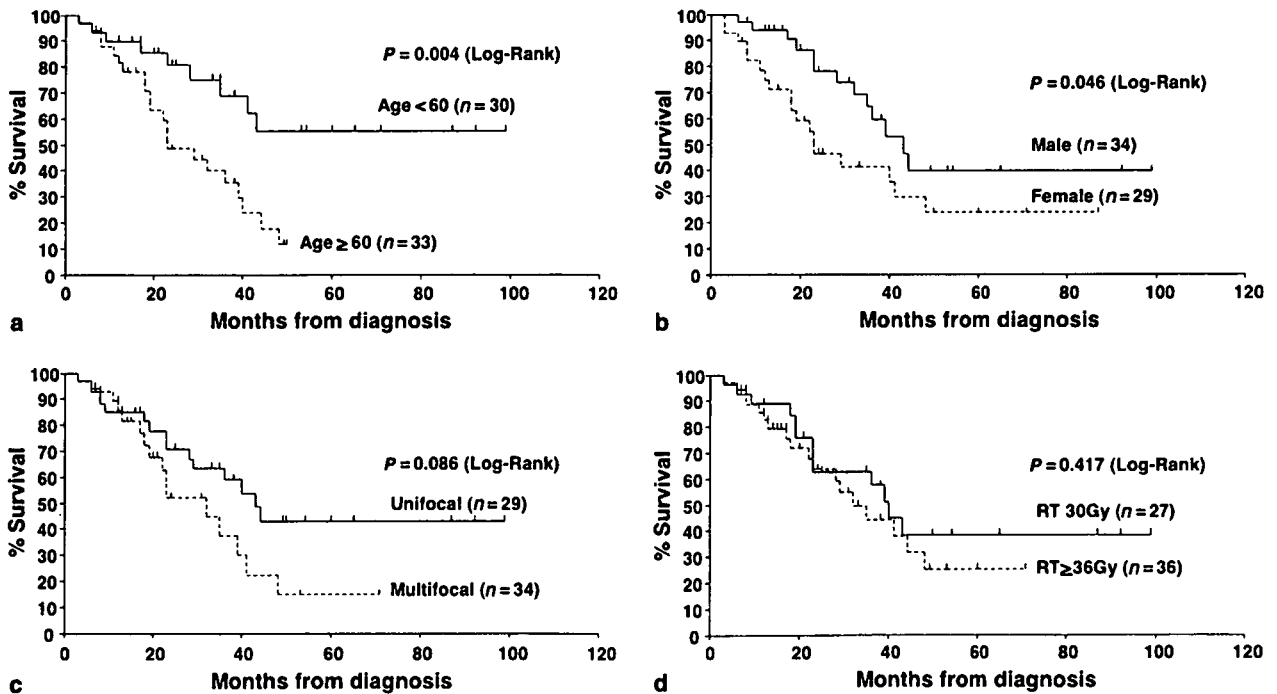 100
90
80
70
60
50
40
30
20
10
0
% Survival
P = 0.004 (Log-Rank)
Age < 60 (n = 30)
Age ≥ 60 (n = 33)
0 20 40 60 80 100 120
Months from diagnosis
a
100
90
80
70
60
50
40
30
20
10
0
% Survival
P = 0.046 (Log-Rank)
Male (n = 34)
Female (n = 29)
0 20 40 60 80 100 120
Months from diagnosis
b
100
90
80
70
60
50
40
30
20
10
0
% Survival
P = 0.086 (Log-Rank)
Unifocal (n = 29)
Multifocal (n = 34)
0 20 40 60 80 100 120
Months from diagnosis
c
100
90
80
70
60
50
40
30
20
10
0
% Survival
P = 0.417 (Log-Rank)
RT 30Gy (n = 27)
RT≥36Gy (n = 36)
0 20 40 60 80 100 120
Months from diagnosis
d